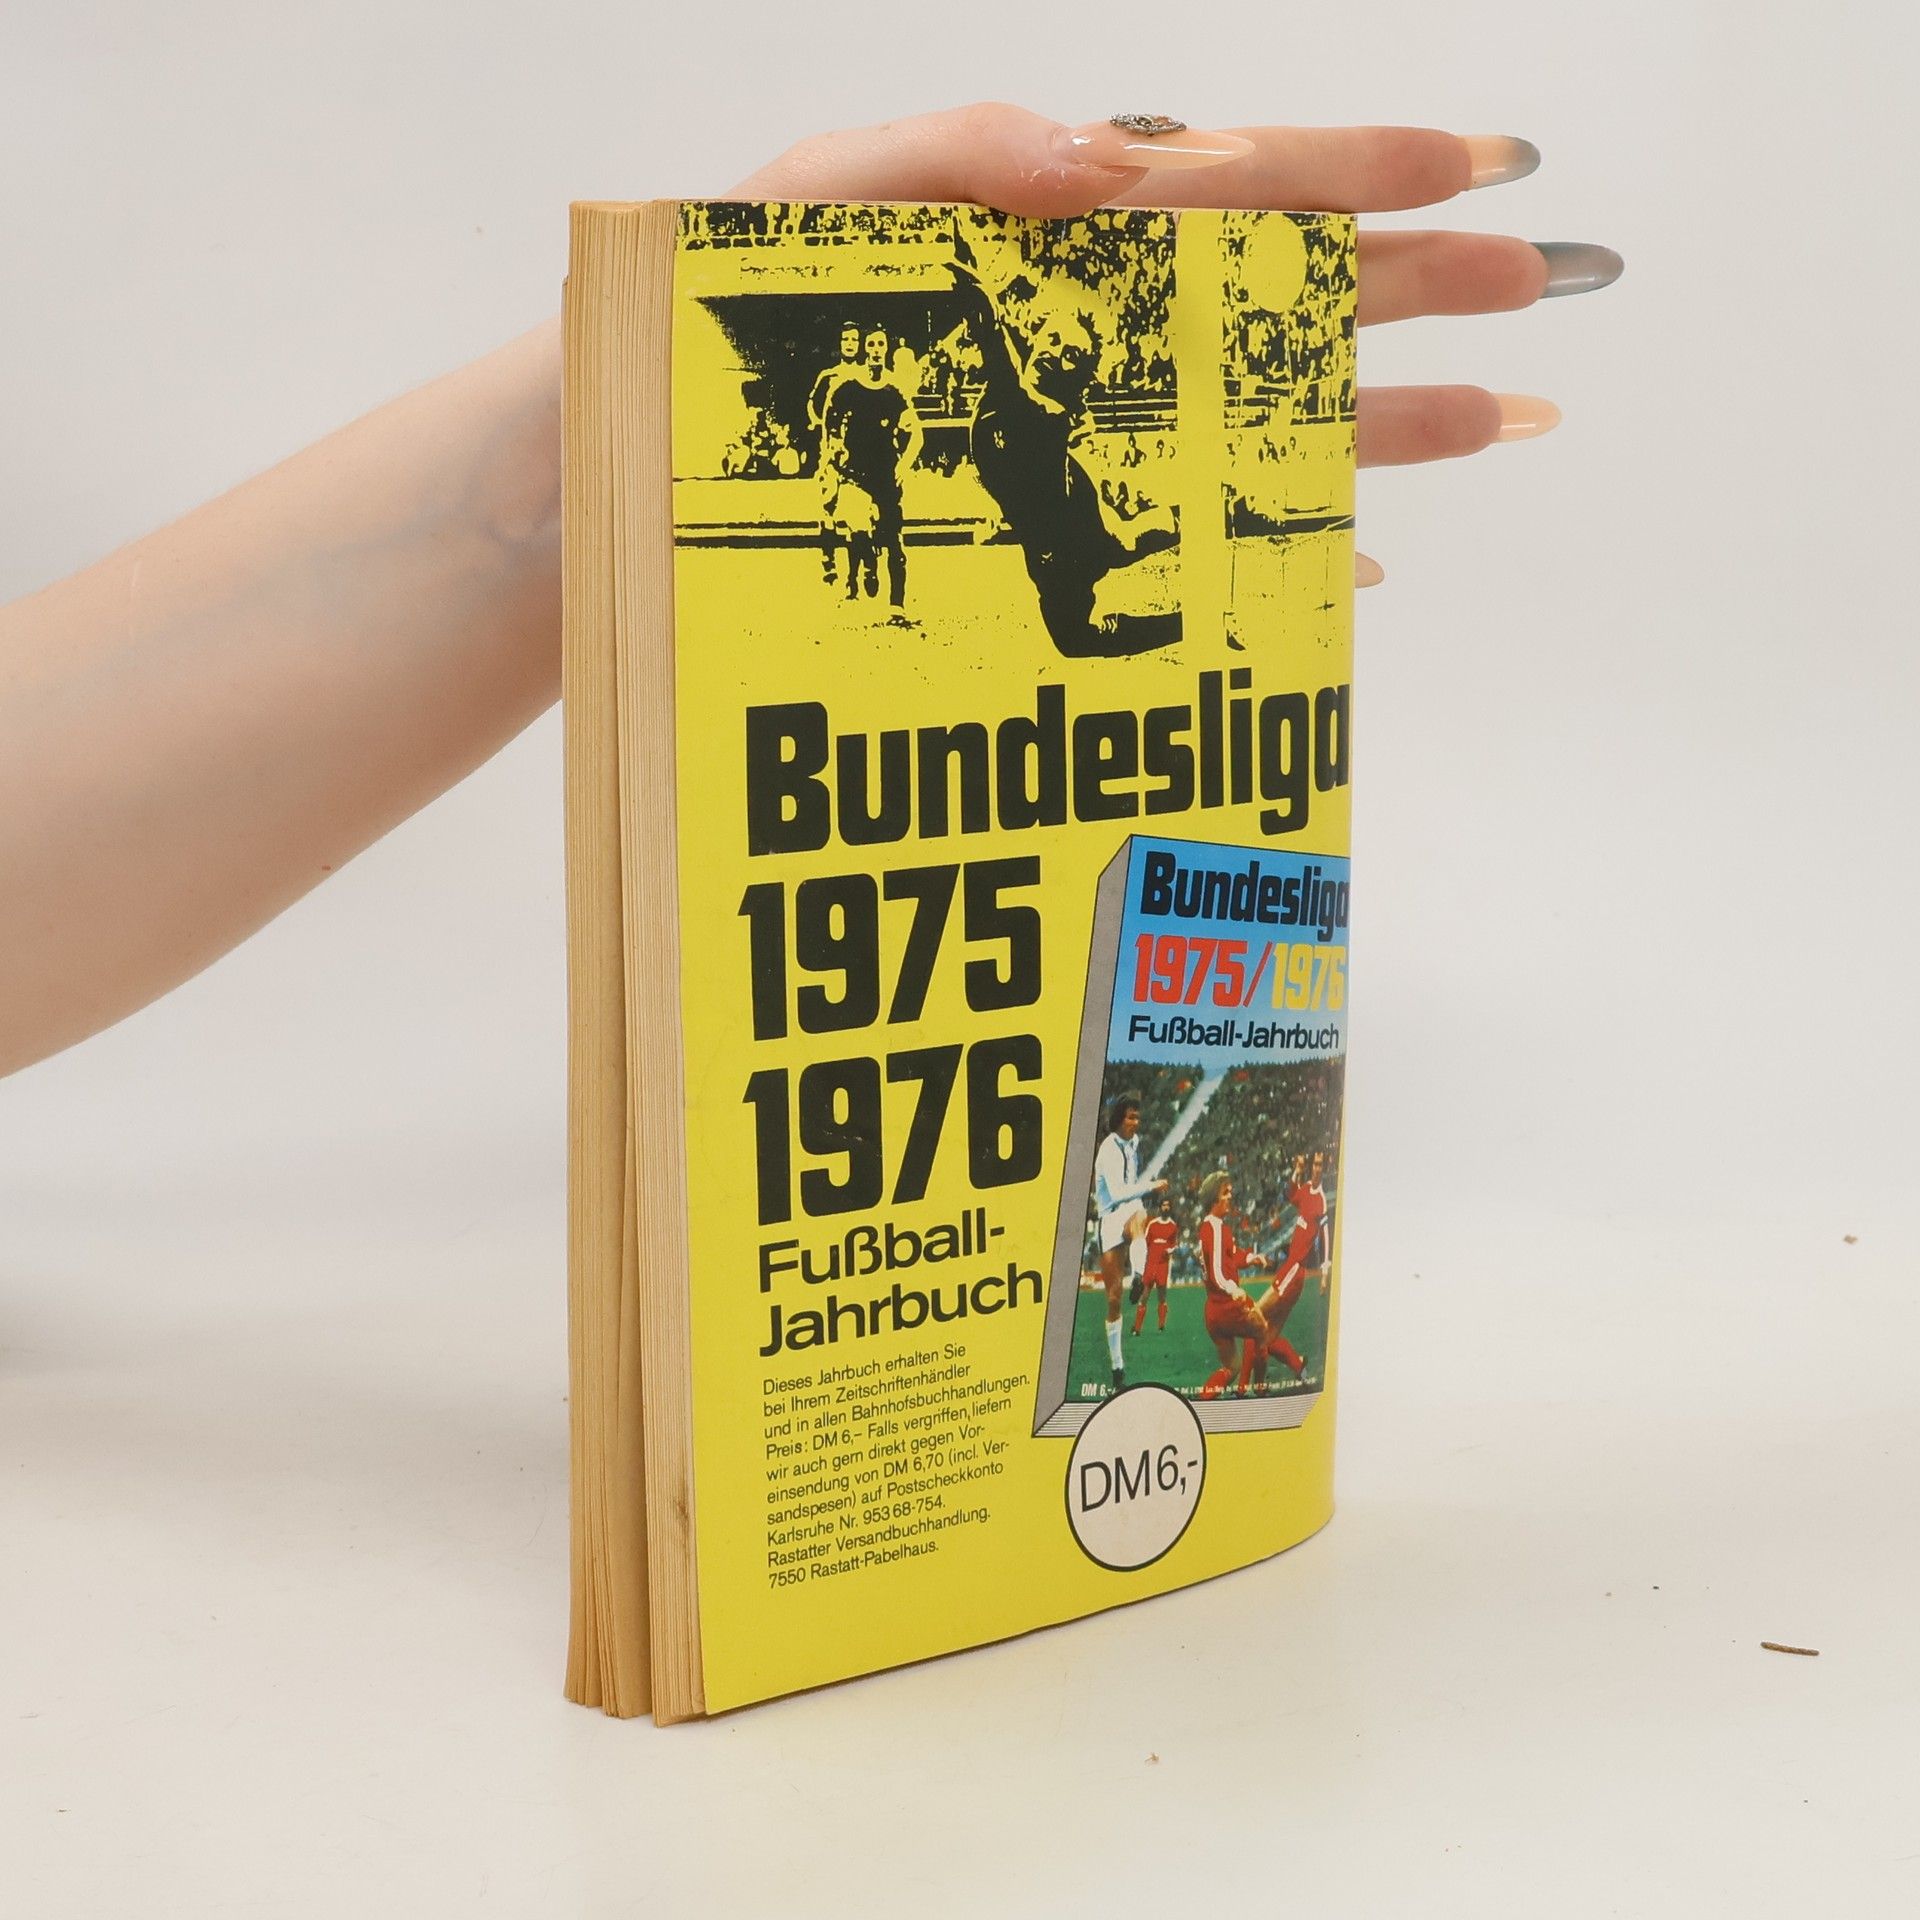 Bundesliga
1975
1976
Fußball-
Jahrbuch
Dieses Jahrbuch erhalten Sie
bei Ihrem Zeitschriftenhändler
und in allen Bahnhofsbuchhandlungen.
Preis: DM 6,– Falls vergriffen, liefern
wir auch gern direkt gegen Vor-
einsendung von DM 6,70 (incl. Ver-
sandspesen) auf Postscheckkonto
Karlsruhe Nr. 953 68-754.
Rastatter Versandbuchhandlung.
7550 Rastatt-Pabelhaus.
Bundesliga
1975/1976
Fußball-Jahrbuch
DM 6,-
DM 6,-